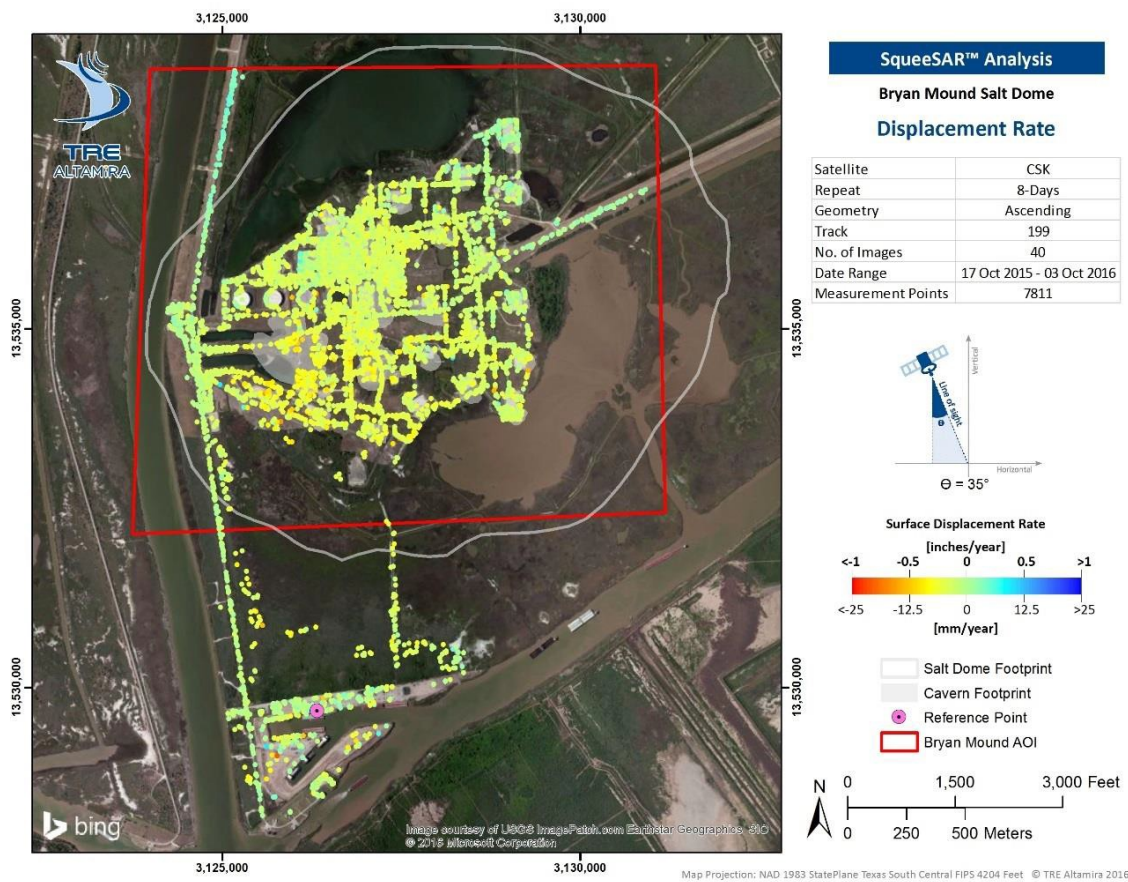 3,125,000
3,130,000
TRE
ALTAMIRA
13,535,000
13,535,000
13,530,000
13,530,000
bing
Image courtesy of USGS ImagePatch.com Earthstar Geographics SIO
© 2016 Microsoft Corporation
3,125,000
3,130,000
SqueeSAR™ Analysis
Bryan Mound Salt Dome
Displacement Rate
Satellite CSK
Repeat 8-Days
Geometry Ascending
Track 199
No. of Images 40
Date Range 17 Oct 2015 - 03 Oct 2016
Measurement Points 7811
Vertical
Line of sight
Θ
Horizontal
Θ = 35°
Surface Displacement Rate
[inches/year]
<-1 -0.5 0 0.5 >1
<-25 -12.5 0 12.5 >25
[mm/year]
Salt Dome Footprint
Cavern Footprint
Reference Point
Bryan Mound AOI
N
0 1,500 3,000 Feet
0 250 500 Meters
Map Projection: NAD 1983 StatePlane Texas South Central FIPS 4204 Feet © TRE Altamira 2016